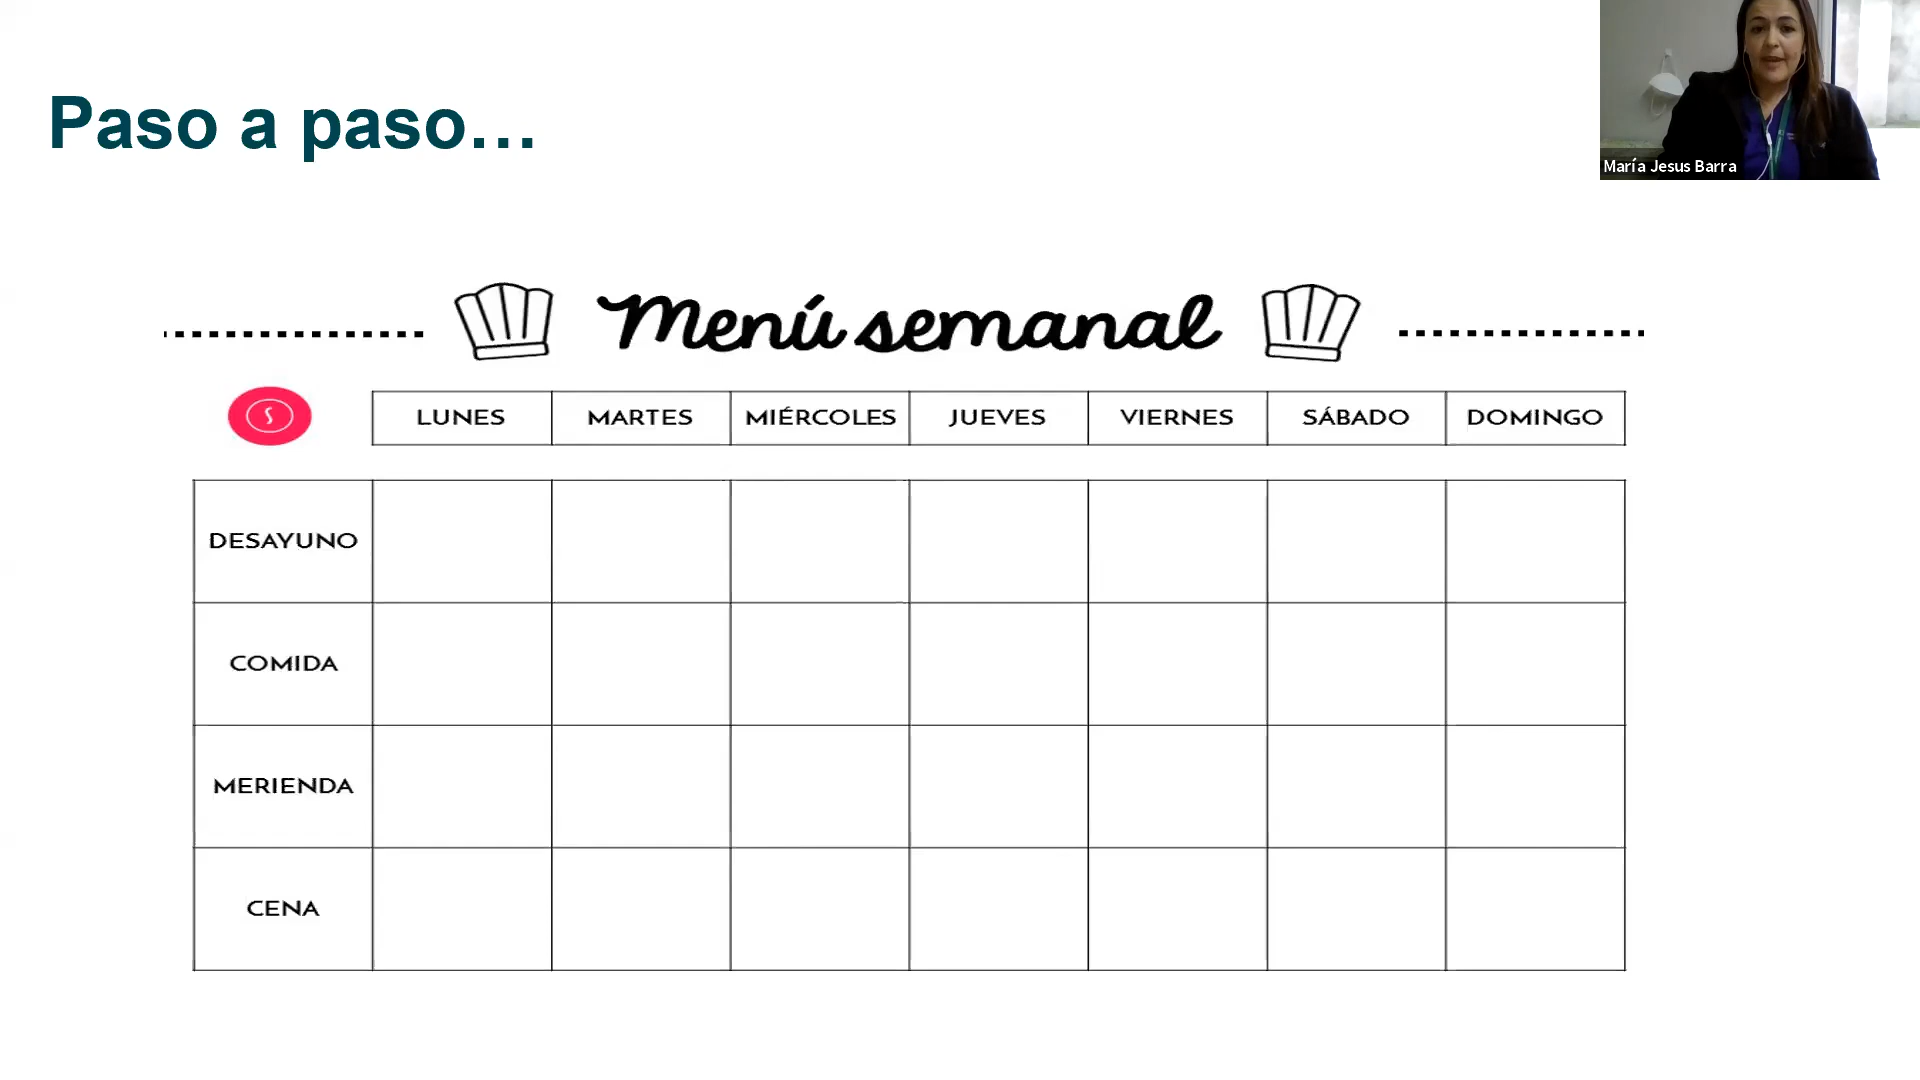 Paso a paso...
María Jesus Barra
Menú semanal
S
LUNES MARTES MIÉRCOLES JUEVES VIERNES SÁBADO DOMINGO
DESAYUNO
COMIDA
MERIENDA
CENA